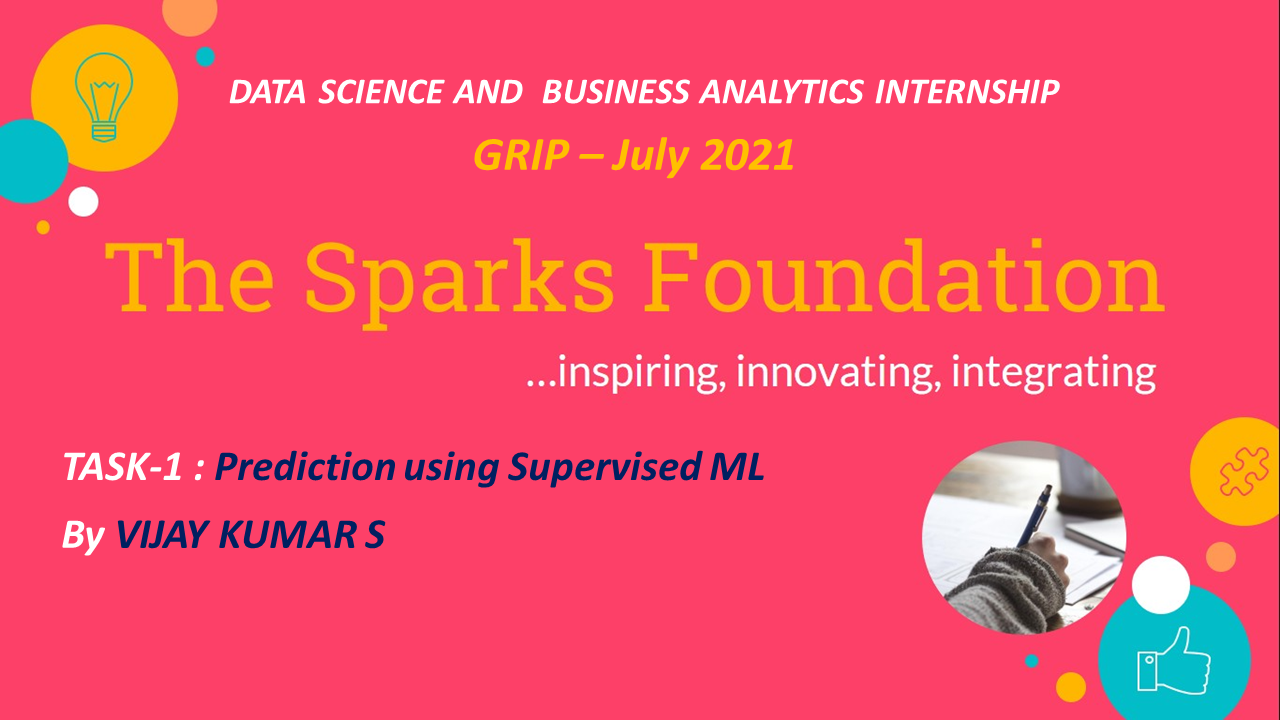 DATA SCIENCE AND BUSINESS ANALYTICS INTERNSHIP
GRIP – July 2021
The Sparks Foundation
...inspiring, innovating, integrating
TASK-1 : Prediction using Supervised ML
By VIJAY KUMAR S